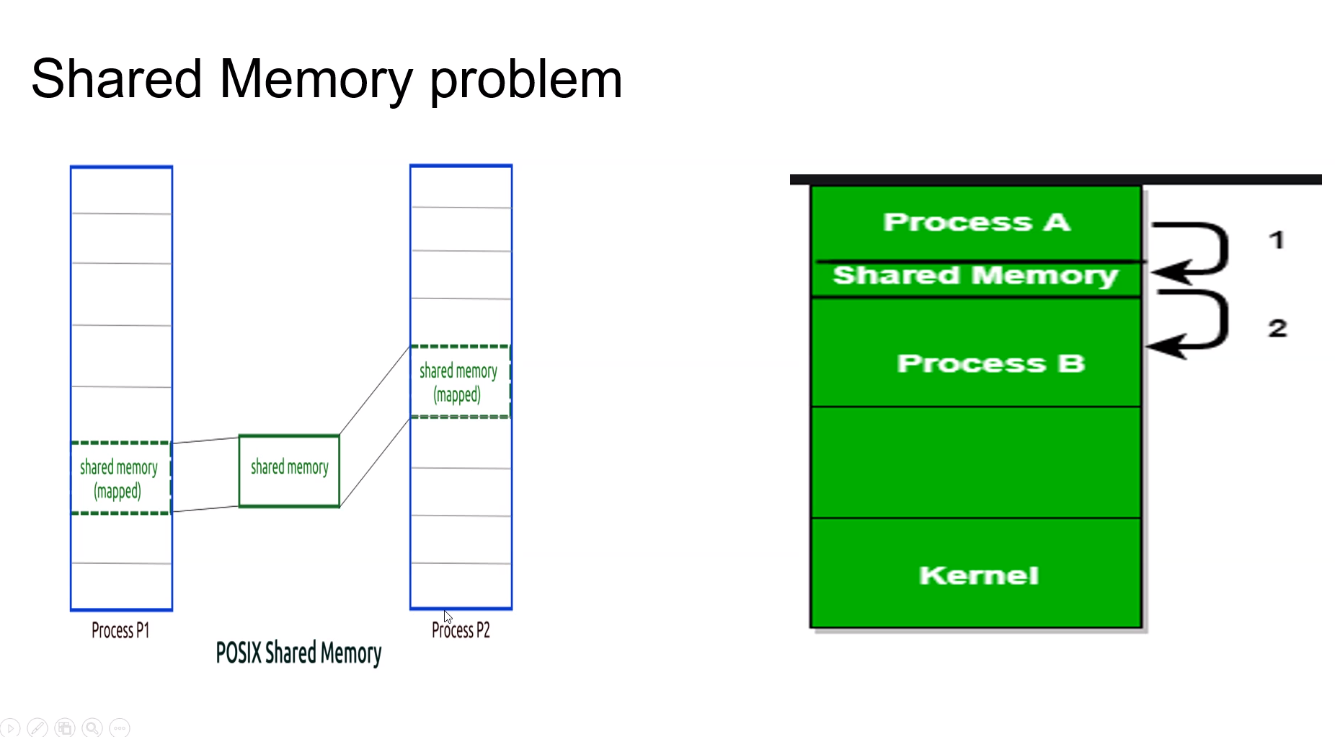 Shared Memory problem
shared memory
(mapped)
Process P1
shared memory
shared memory
(mapped)
Process P2
POSIX Shared Memory
Process A
Shared Memory
Process B
Kernel
1
2